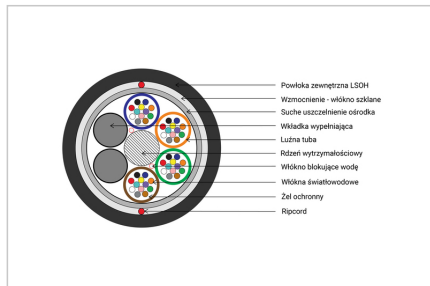 Powłoka zewnętrzna LSOH
Wzmocnienie - włókno szklane
Suche uszczelnienie ośrodka
Wkładka wypełniająca
Luźna tuba
Rdzeń wytrzymałościowy
Włókno blokujące wodę
Włókna światłowodowe
Żel ochronny
Ripcord